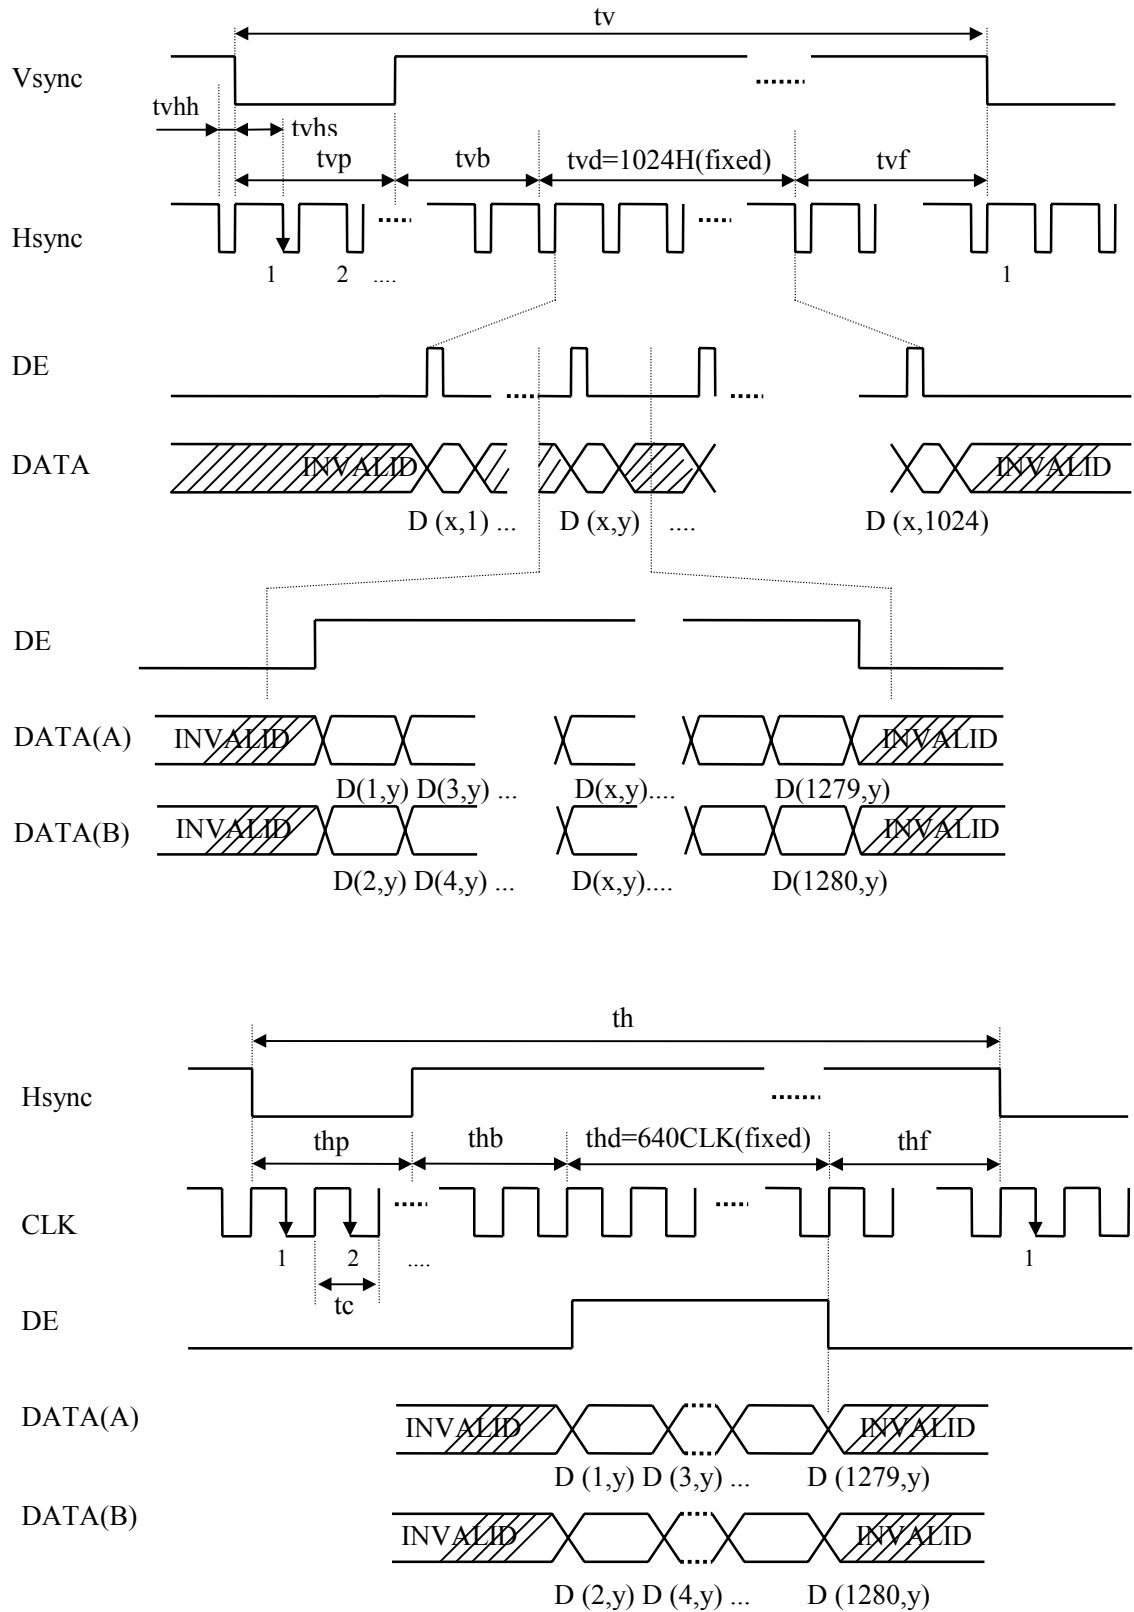 tv
Vsync
tvhh
tvhs
tvp tvb tvd=1024H(fixed) tvf
Hsync
1 2 .... 1
DE
DATA INVALID INVALID
D (x,1) ... D (x,y) .... D (x,1024)
DE
DATA(A) INVALID INVALID
D(1,y) D(3,y) ... D(x,y).... D(1279,y)
DATA(B) INVALID INVALID
D(2,y) D(4,y) ... D(x,y).... D(1280,y)
th
Hsync
thp thb thd=640CLK(fixed) thf
CLK
1 2 .... 1
tc
DE
DATA(A) INVALID INVALID
D (1,y) D (3,y) ... D (1279,y)
DATA(B) INVALID INVALID
D (2,y) D (4,y) ... D (1280,y)